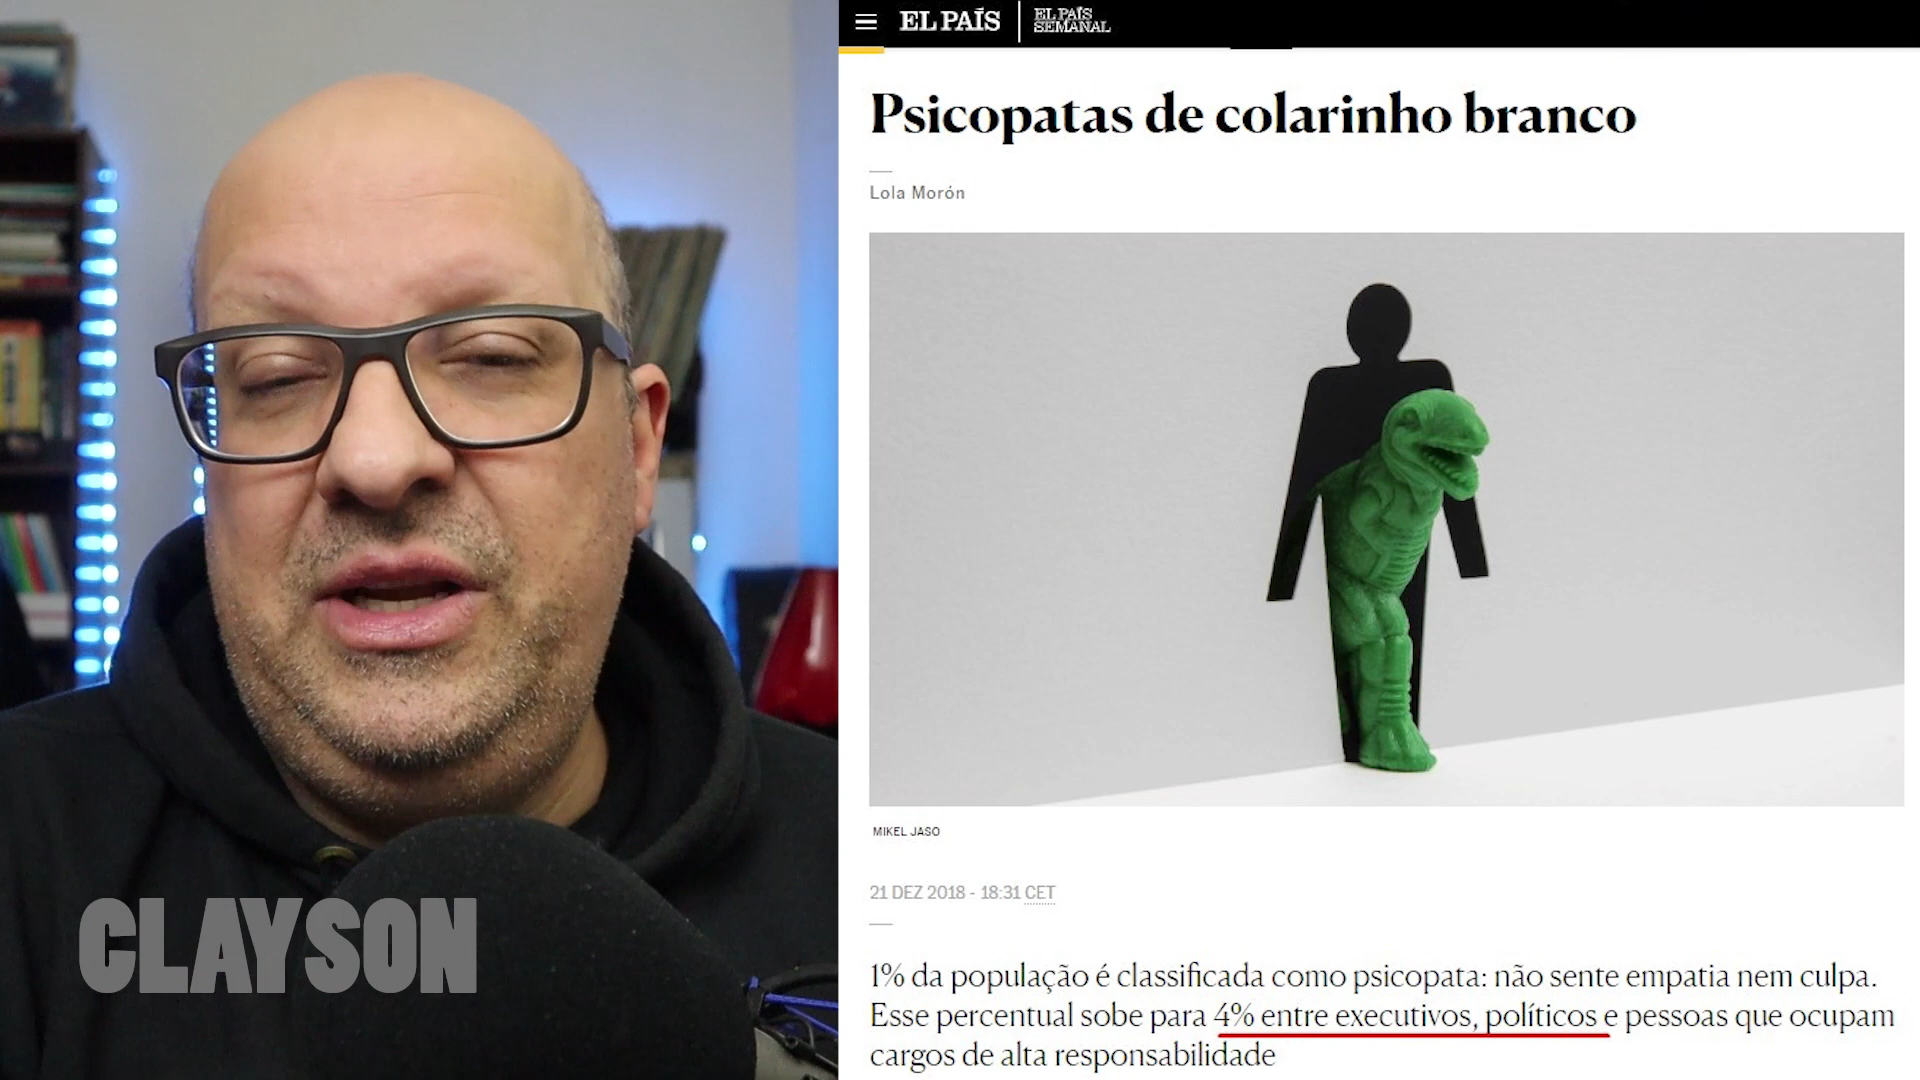 EL PAÍS
EL PAÍS
SEMANAL
Psicopatas de colarinho branco
Lola Morón
MIKEL JASO
21 DEZ 2018 - 18:31 CET
1% da população é classificada como psicopata: não sente empatia nem culpa.
Esse percentual sobe para 4% entre executivos, políticos e pessoas que ocupam
cargos de alta responsabilidade
CLAYSON